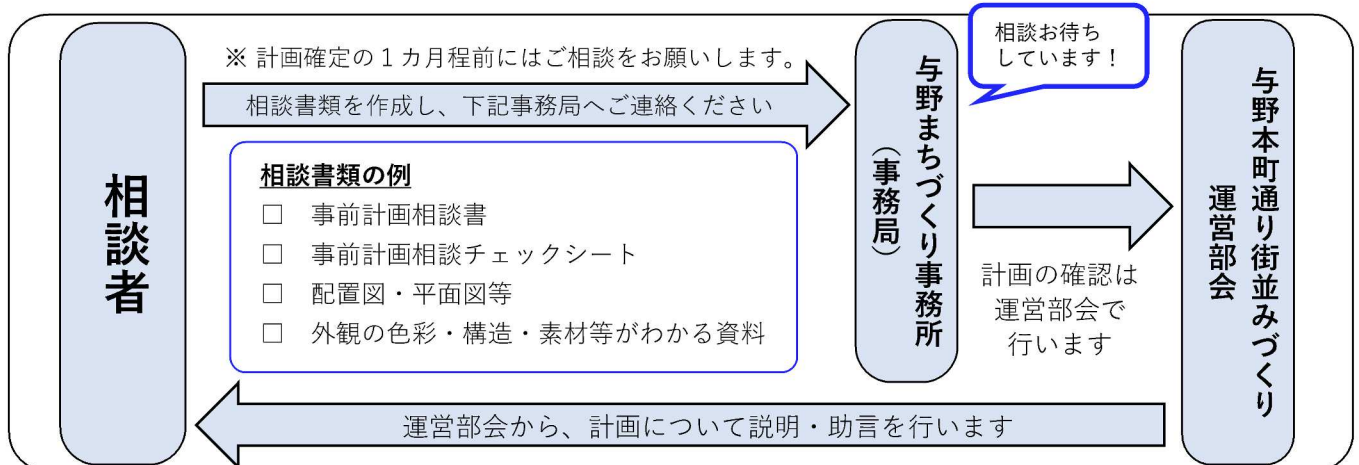 相談者
※ 計画確定の１カ月程前にはご相談をお願いします。
相談書類を作成し、下記事務局へご連絡ください
相談書類の例
□ 事前計画相談書
□ 事前計画相談チェックシート
□ 配置図・平面図等
□ 外観の色彩・構造・素材等がわかる資料
与野まちづくり事務所
（事務局）
相談お待ち
しています！
計画の確認は
運営部会で
行います
与野本町通り街並みづくり
運営部会
運営部会から、計画について説明・助言を行います